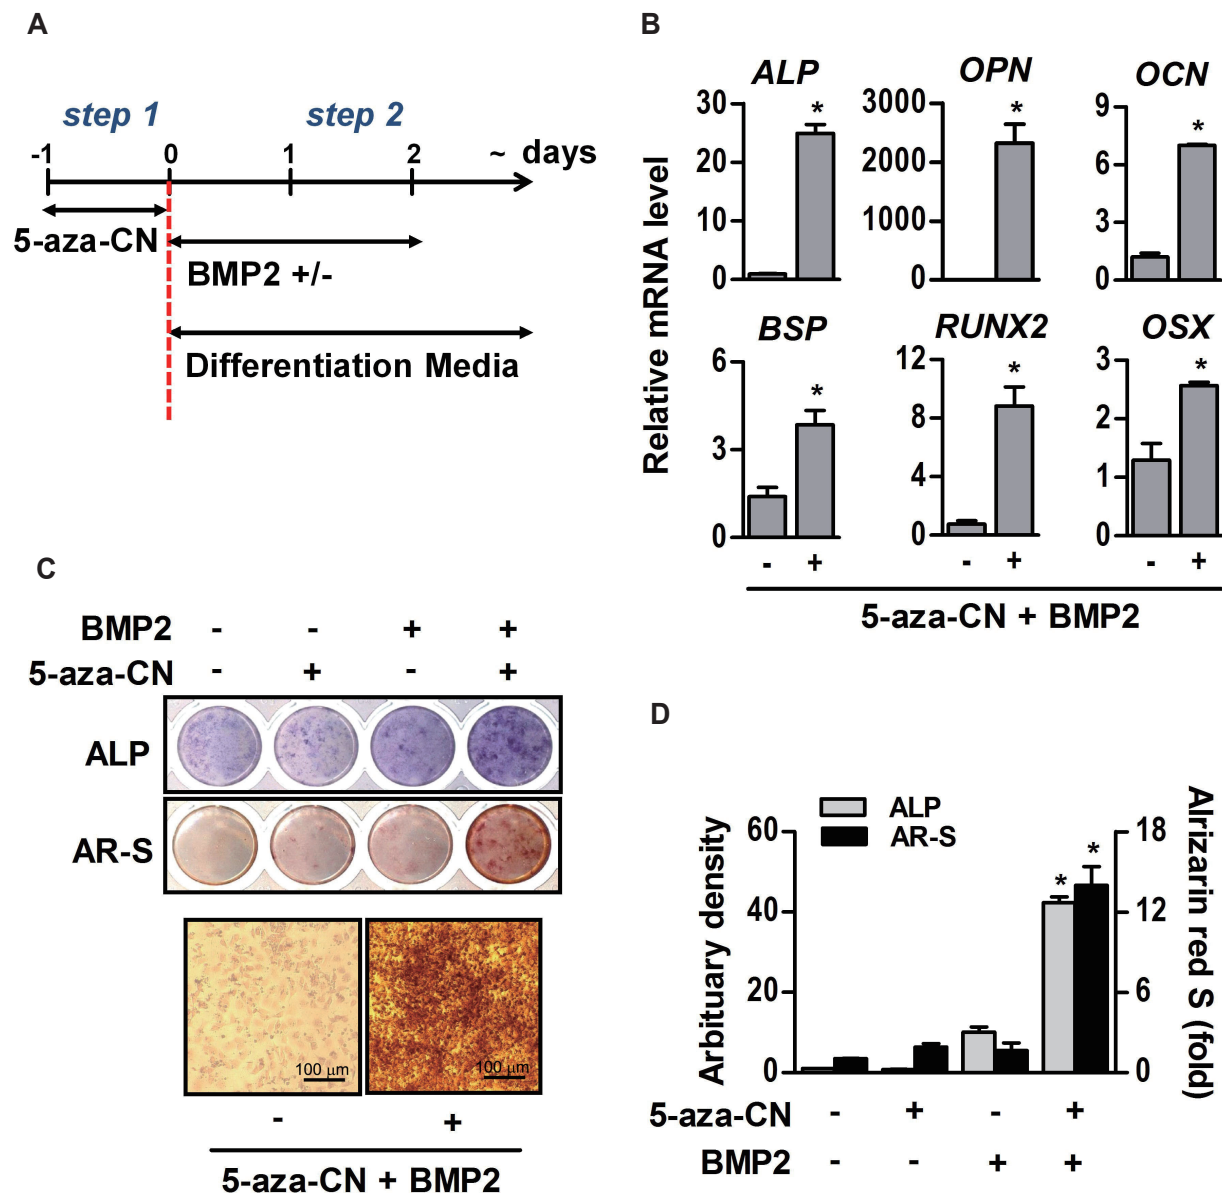 A
step 1
step 2
-1 0 1 2 ~ days
5-aza-CN
BMP2 +/-
Differentiation Media
B
Relative mRNA level
ALP
30
20
10
0
*
OPN
3000
2000
1000
0
*
OCN
9
6
3
0
*
BSP
6
3
0
*
RUNX2
12
8
4
0
*
OSX
3
2
1
0
*
- + - + - +
5-aza-CN + BMP2
C
BMP2 - - + +
5-aza-CN - + - +
ALP
AR-S
100 μm 100 μm
- +
5-aza-CN + BMP2
D
ALP
AR-S
Arbituary density
60
40
20
0
* *
Alrizarin red S (fold)
18
12
6
0
5-aza-CN - + - +
BMP2 - - + +